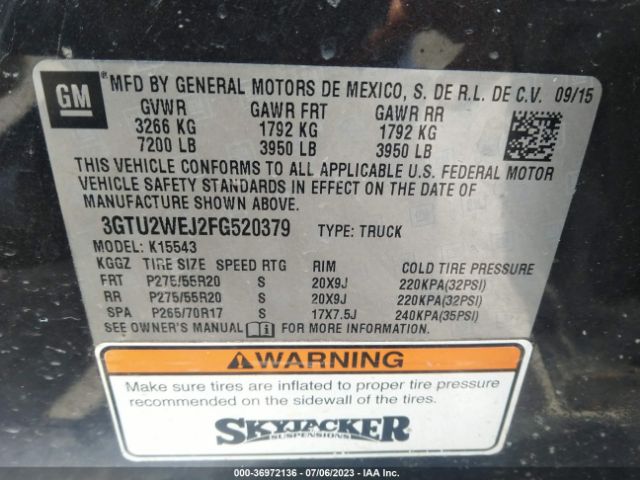 GM
MFD BY GENERAL MOTORS DE MEXICO, S. DE R.L. DE C.V. 09/15
GVWR GAWR FRT GAWR RR
3266 KG 1792 KG 1792 KG
7200 LB 3950 LB 3950 LB
THIS VEHICLE CONFORMS TO ALL APPLICABLE U.S. FEDERAL MOTOR
VEHICLE SAFETY STANDARDS IN EFFECT ON THE DATE OF
MANUFACTURE SHOWN ABOVE.
3GTU2WEJ2FG520379 TYPE: TRUCK
MODEL: K15543
KGGZ TIRE SIZE SPEED RTG RIM COLD TIRE PRESSURE
FRT P275/55R20 S 20X9J 220KPA(32PSI)
RR P275/55R20 S 20X9J 220KPA(32PSI)
SPA P265/70R17 S 17X7.5J 240KPA(35PSI)
SEE OWNER'S MANUAL FOR MORE INFORMATION.
WARNING
Make sure tires are inflated to proper tire pressure
recommended on the sidewall of the tires.
SKYJACKER
SUSPENSIONS
000-36972136 - 07/06/2023 - IAA Inc.